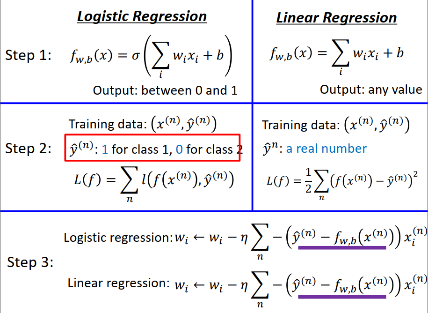 Logistic Regression
Linear Regression
Step 1:
f_{w,b}(x) = σ(∑_i w_i x_i + b)
f_{w,b}(x) = ∑_i w_i x_i + b
Output: between 0 and 1
Output: any value
Step 2:
Training data: (x^{(n)}, ŷ^{(n)})
Training data: (x^{(n)}, ŷ^{(n)})
ŷ^{(n)}: 1 for class 1, 0 for class 2
ŷ^n: a real number
L(f) = ∑_n l(f(x^{(n)}), ŷ^{(n)})
L(f) = 1/2 ∑_n (f(x^{(n)}) − ŷ^{(n)})^2
Step 3:
Logistic regression: w_i ← w_i − η ∑_n −(ŷ^{(n)} − f_{w,b}(x^{(n)})) x_i^{(n)}
Linear regression: w_i ← w_i − η ∑_n −(ŷ^{(n)} − f_{w,b}(x^{(n)})) x_i^{(n)}